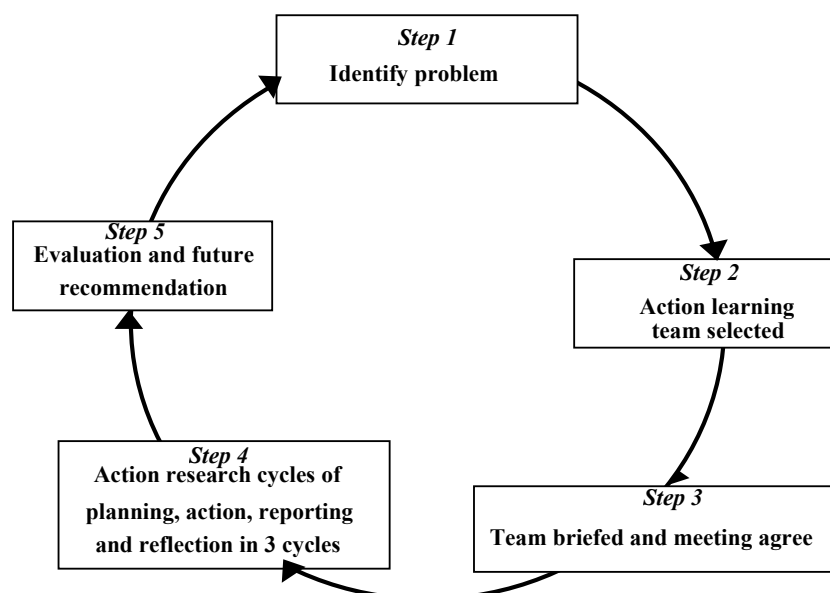 Step 1
Identify problem
Step 2
Action learning
team selected
Step 3
Team briefed and meeting agree
Step 4
Action research cycles of
planning, action, reporting
and reflection in 3 cycles
Step 5
Evaluation and future
recommendation